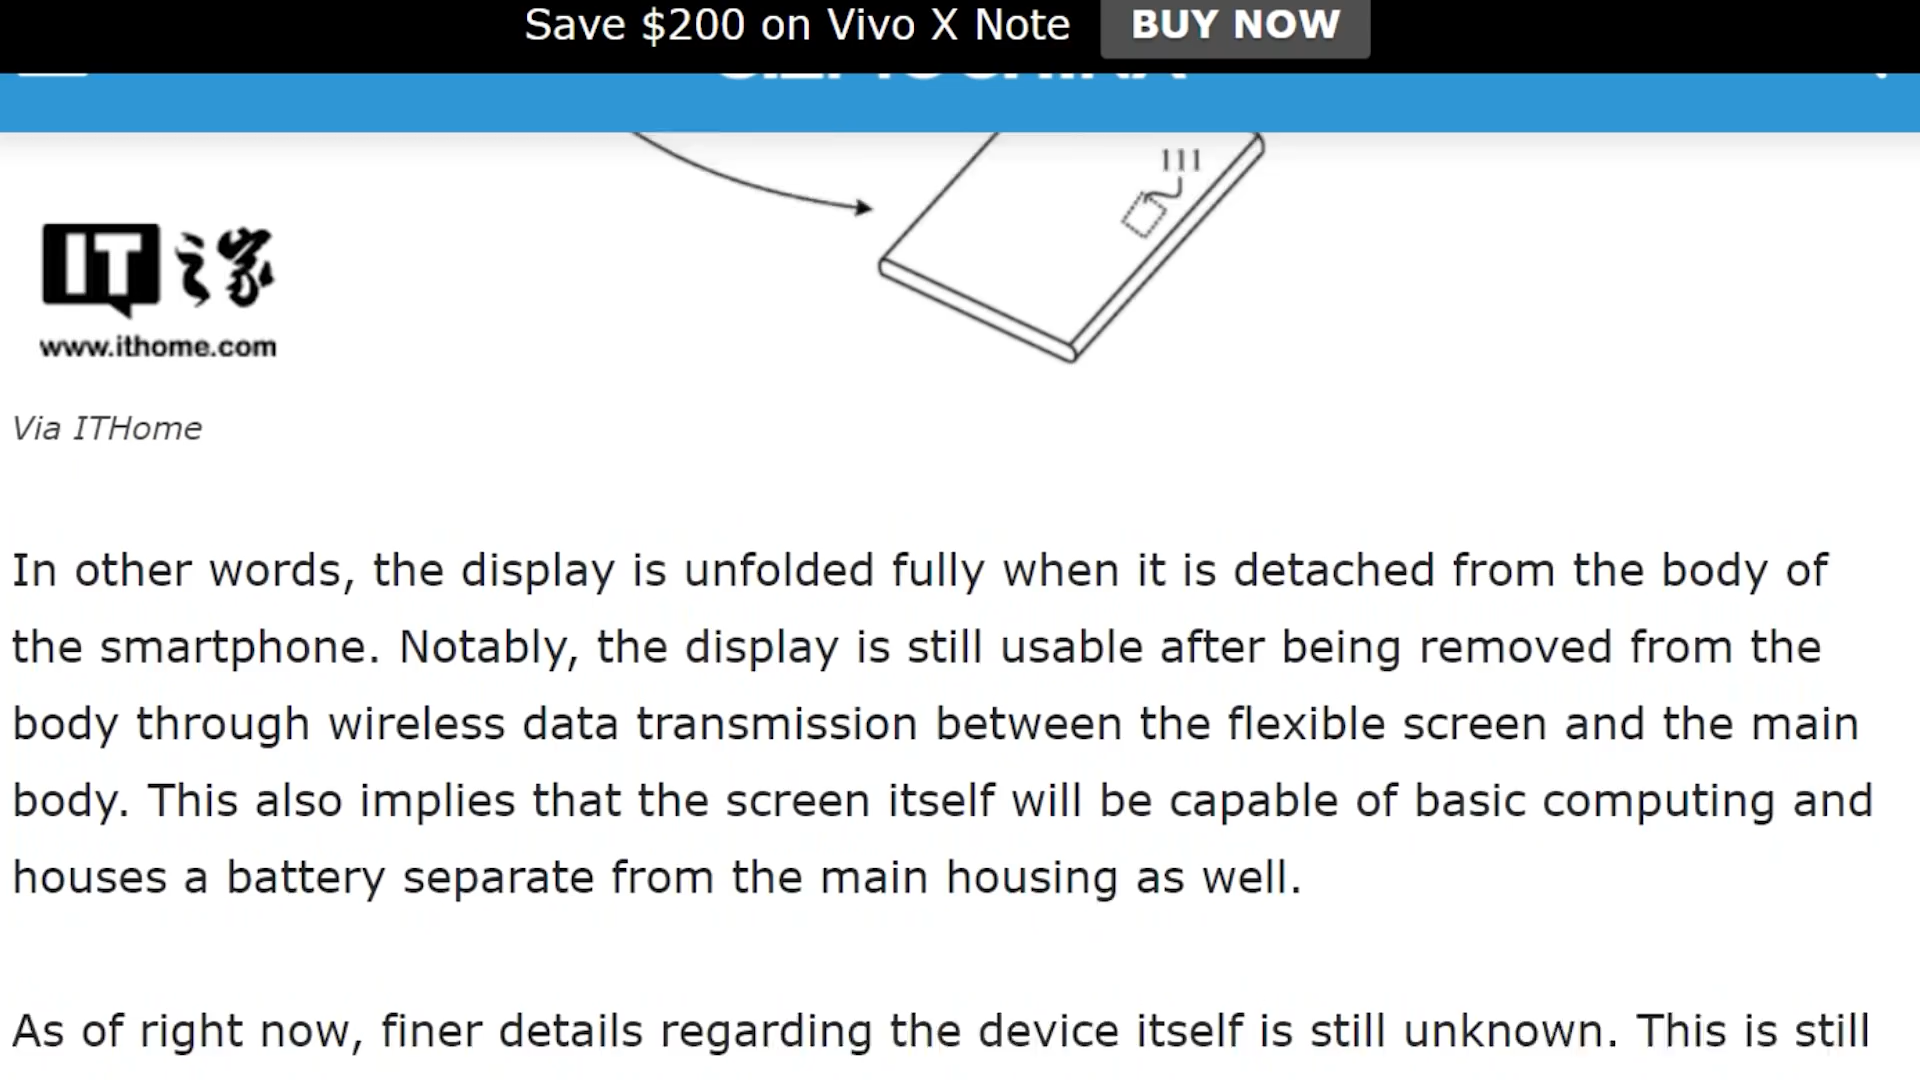 Save $200 on Vivo X Note BUY NOW
111
IT之家
www.ithome.com
Via ITHome
In other words, the display is unfolded fully when it is detached from the body of
the smartphone. Notably, the display is still usable after being removed from the
body through wireless data transmission between the flexible screen and the main
body. This also implies that the screen itself will be capable of basic computing and
houses a battery separate from the main housing as well.
As of right now, finer details regarding the device itself is still unknown. This is still